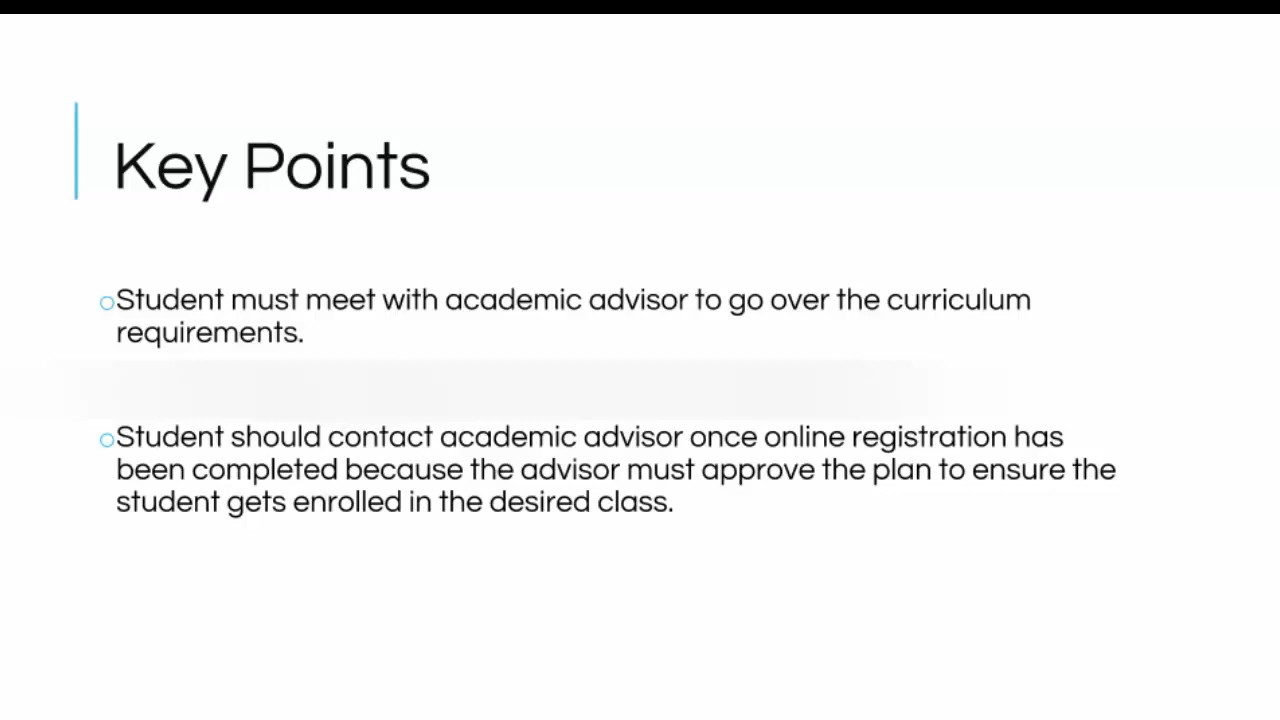 Key Points
Student must meet with academic advisor to go over the curriculum
requirements.
Student should contact academic advisor once online registration has
been completed because the advisor must approve the plan to ensure the
student gets enrolled in the desired class.